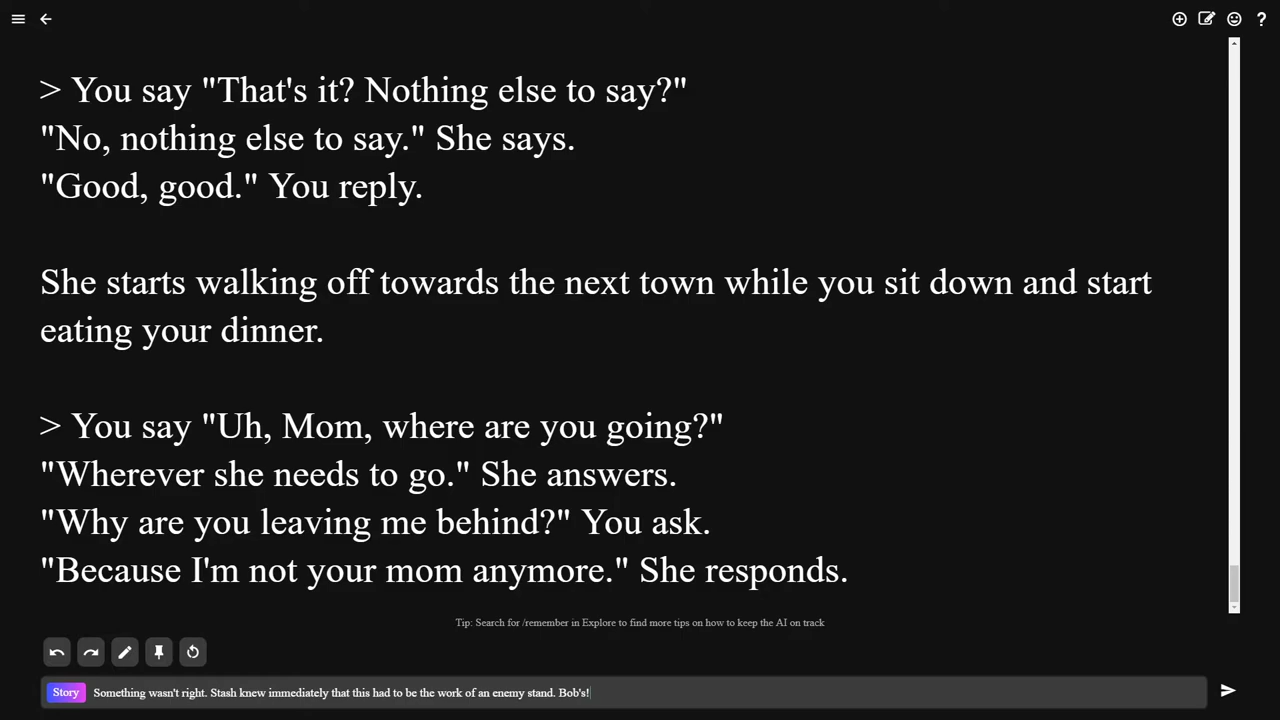 > You say "That's it? Nothing else to say?"
"No, nothing else to say." She says.
"Good, good." You reply.
She starts walking off towards the next town while you sit down and start
eating your dinner.
> You say "Uh, Mom, where are you going?"
"Wherever she needs to go." She answers.
"Why are you leaving me behind?" You ask.
"Because I'm not your mom anymore." She responds.
Tip: Search for /remember in Explore to find more tips on how to keep the AI on track
Story Something wasn't right. Stash knew immediately that this had to be the work of an enemy stand. Bob's!